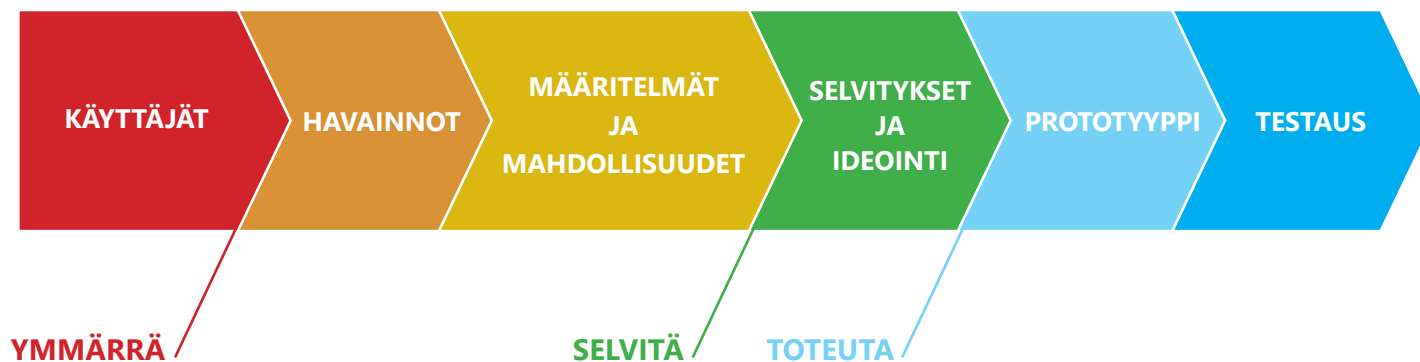 KÄYTTÄJÄT
HAVAINNOT
MÄÄRITELMÄT
JA
MAHDOLLISUUDET
SELVITYKSET
JA
IDEOINTI
PROTOTYYPPI
TESTAUS
YMMÄRRÄ
SELVITÄ
TOTEUTA